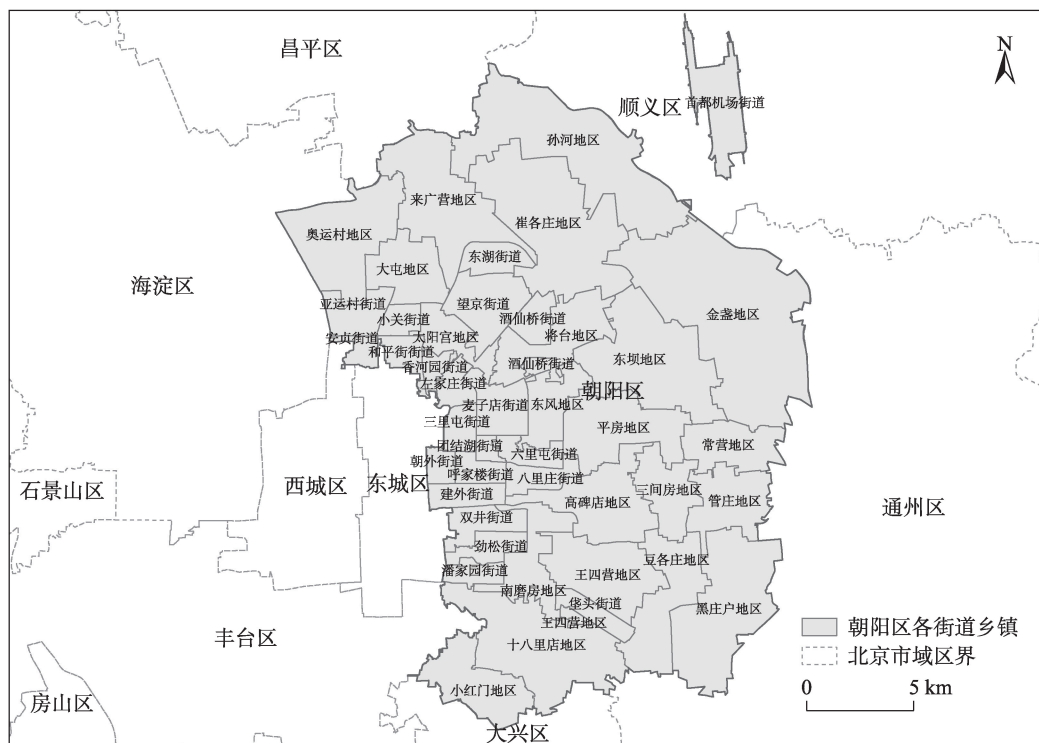 昌平区
N
顺义区
首都机场街道
孙河地区
来广营地区
崔各庄地区
奥运村地区
东湖街道
大屯地区
海淀区
亚运村街道
望京街道
小关街道
酒仙桥街道
金盏地区
安贞街道
太阳宫地区
将台地区
和平街街道
香河园街道
酒仙桥街道
东坝地区
左家庄街道
朝阳区
麦子店街道
东风地区
三里屯街道
平房地区
团结湖街道
六里屯街道
常营地区
朝外街道
呼家楼街道
八里庄街道
石景山区
西城区
东城区
建外街道
高碑店地区
三间房地区
管庄地区
通州区
双井街道
劲松街道
豆各庄地区
潘家园街道
王四营地区
南磨房地区
垡头街道
黑庄户地区
王四营地区
丰台区
十八里店地区
朝阳区各街道乡镇
北京市域区界
小红门地区
房山区
0
5 km
大兴区